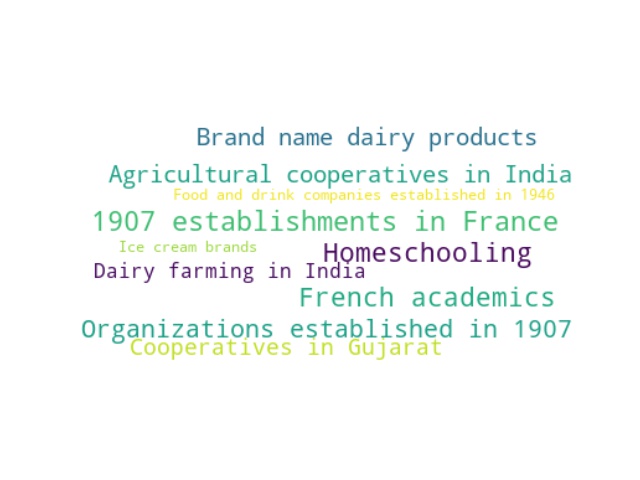 Brand name dairy products
Agricultural cooperatives in India
Food and drink companies established in 1946
1907 establishments in France
Ice cream brands
Homeschooling
Dairy farming in India
French academics
Organizations established in 1907
Cooperatives in Gujarat